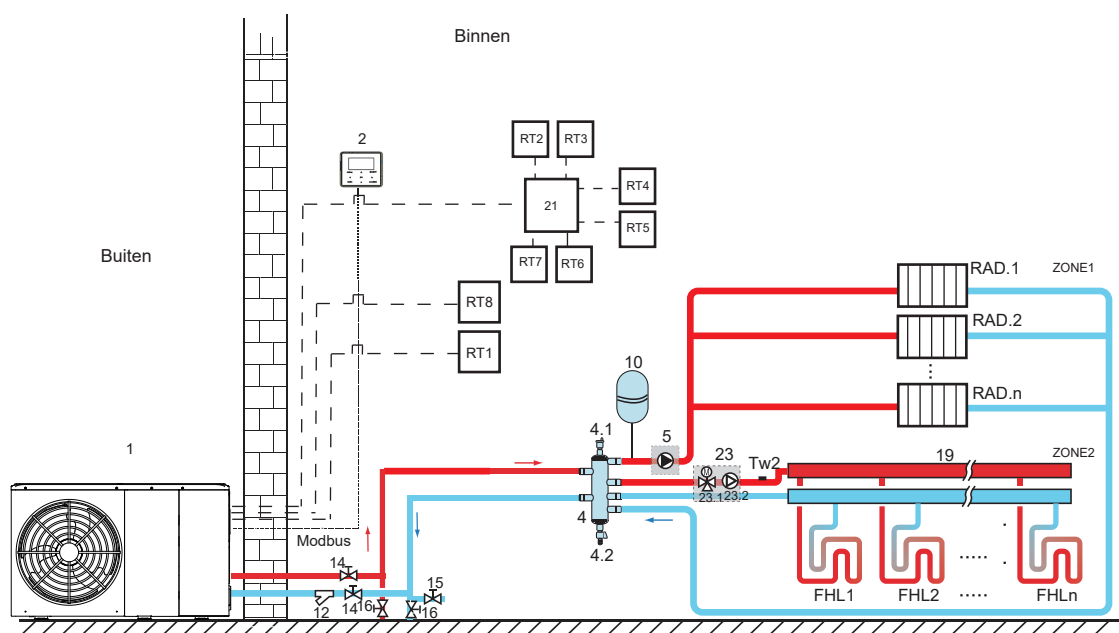 Binnen
2
RT2
RT3
21
RT4
RT5
RT7
RT6
Buiten
RT8
RT1
RAD.1
ZONE1
RAD.2
10
RAD.n
4.1
5
23
Tw2
19
ZONE2
1
23.1
23.2
4
4.2
Modbus
14
12
14
16
16
15
FHL1
FHL2
FHLn